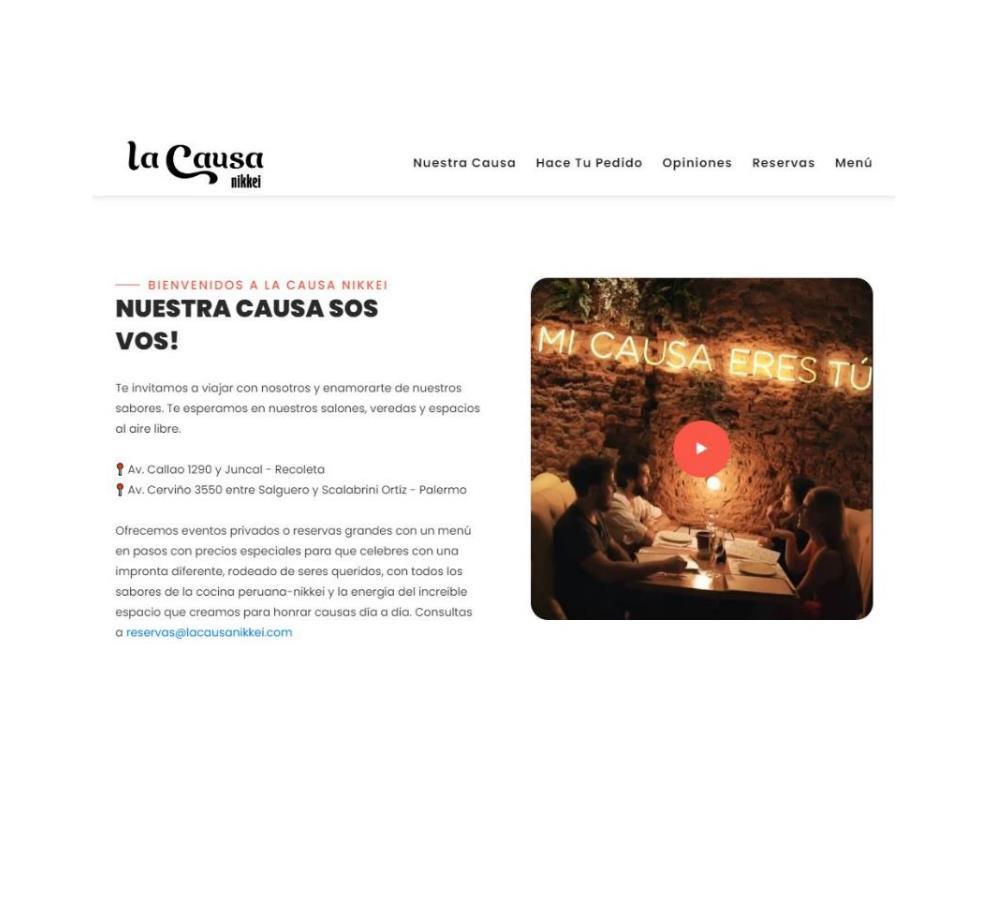 la Causa
nikkei
Nuestra Causa Hace Tu Pedido Opiniones Reservas Menú
BIENVENIDOS A LA CAUSA NIKKEI
NUESTRA CAUSA SOS
VOS!
Te invitamos a viajar con nosotros y enamorarte de nuestros
sabores. Te esperamos en nuestros salones, veredas y espacios
al aire libre.
📍 Av. Callao 1290 y Juncal - Recoleta
📍 Av. Cerviño 3550 entre Salguero y Scalabrini Ortiz - Palermo
Ofrecemos eventos privados o reservas grandes con un menú
en pasos con precios especiales para que celebres con una
impronta diferente, rodeado de seres queridos, con todos los
sabores de la cocina peruana-nikkei y la energía del increíble
espacio que creamos para honrar causas día a día. Consultas
a reservas@lacausanikkei.com
MI CAUSA ERES TÚ